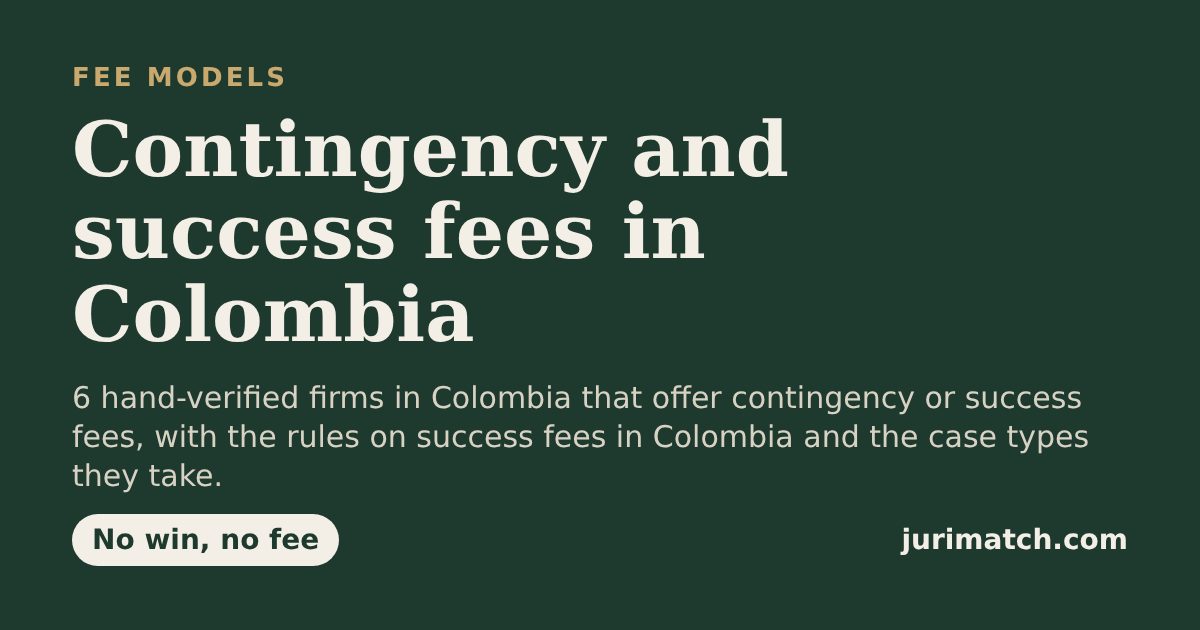 FEE MODELS
Contingency and
success fees in
Colombia
6 hand-verified firms in Colombia that offer contingency or success
fees, with the rules on success fees in Colombia and the case types
they take.
No win, no fee
jurimatch.com